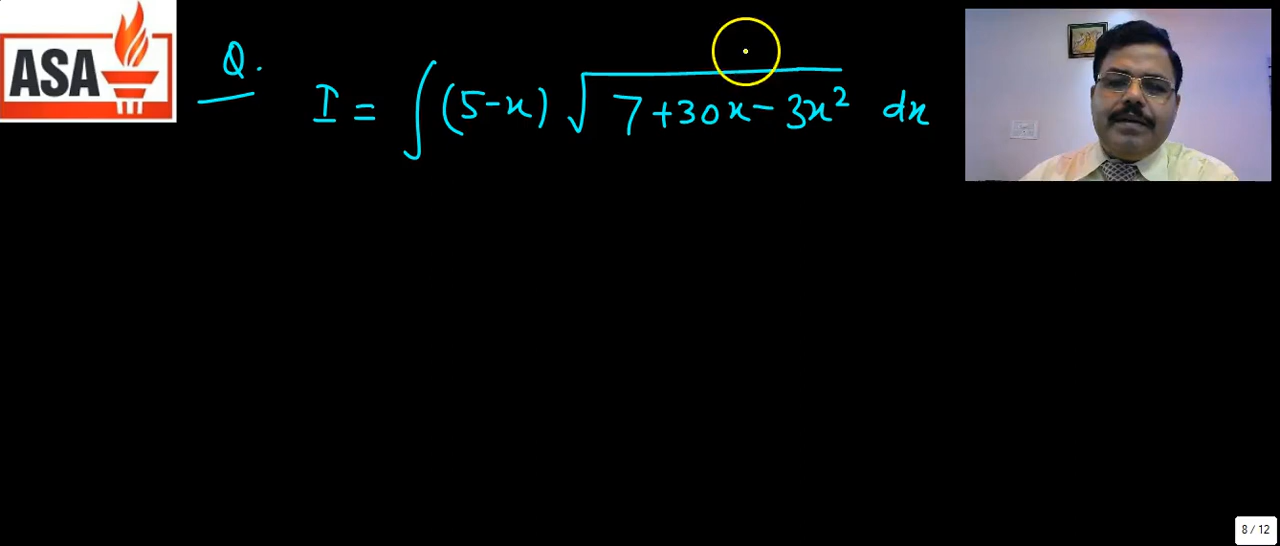 ASA
Q.
I = ∫ (5-x) √(7+30x-3x²) dx
8 / 12